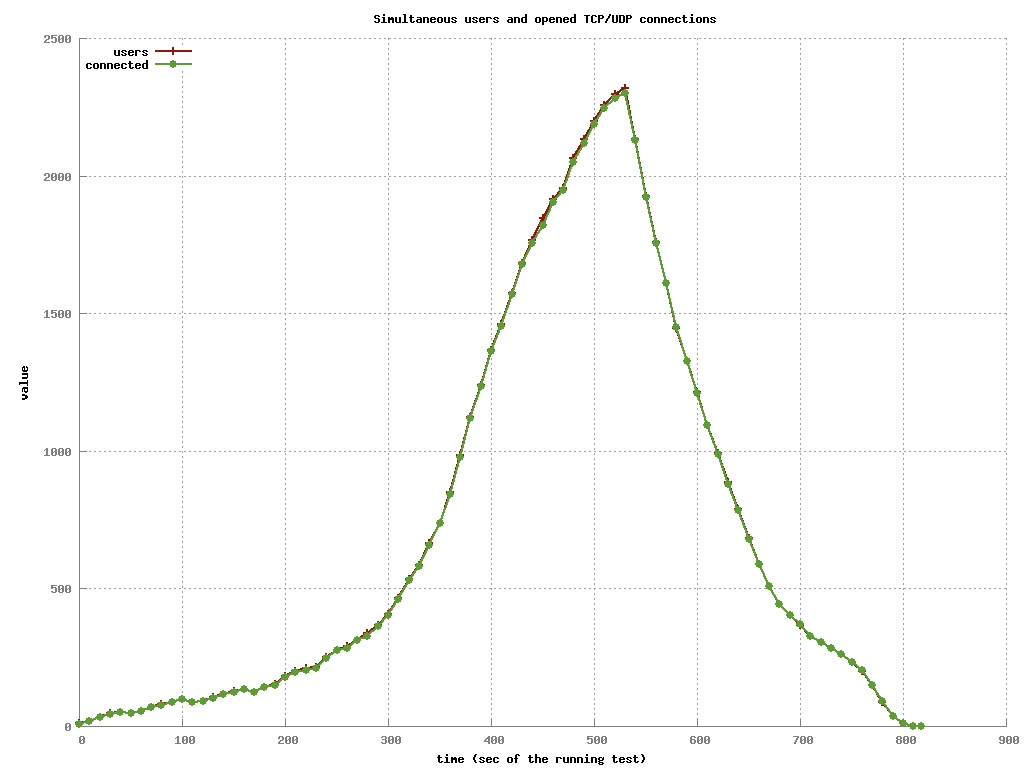 Simultaneous users and opened TCP/UDP connections
users
connected
2500
2000
1500
1000
500
0
value
0 100 200 300 400 500 600 700 800 900
time (sec of the running test)